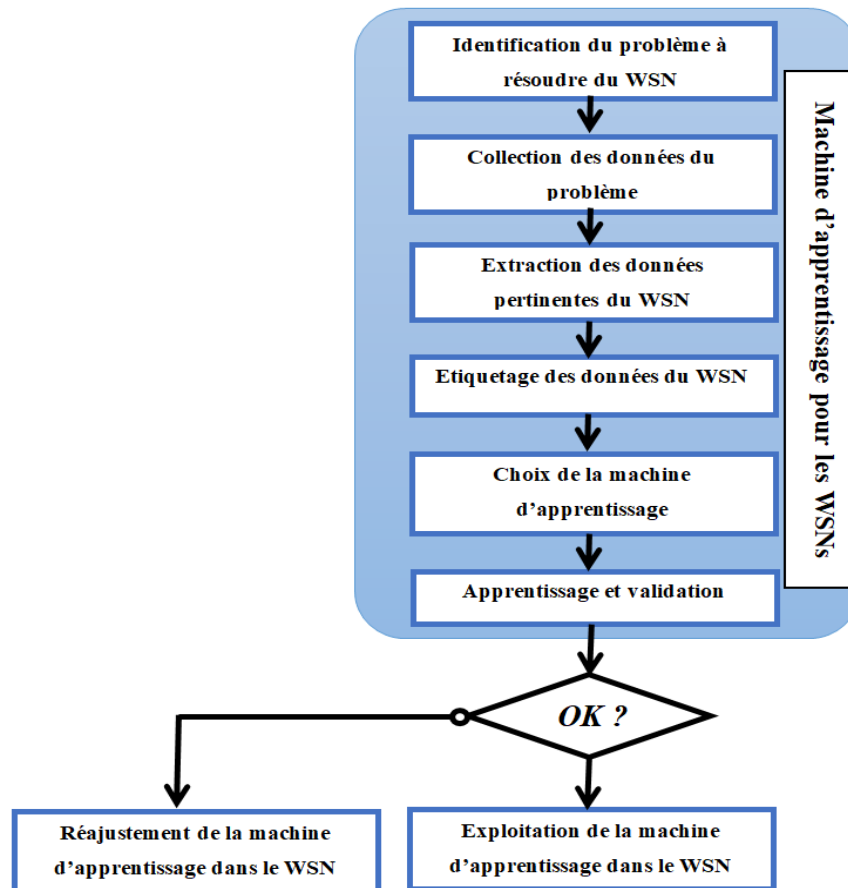 Identification du problème à
résoudre du WSN
Collection des données du
problème
Extraction des données
pertinentes du WSN
Etiquetage des données du WSN
Choix de la machine
d’apprentissage
Apprentissage et validation
Machine d’apprentissage pour les WSNs
OK ?
Réajustement de la machine
d’apprentissage dans le WSN
Exploitation de la machine
d’apprentissage dans le WSN